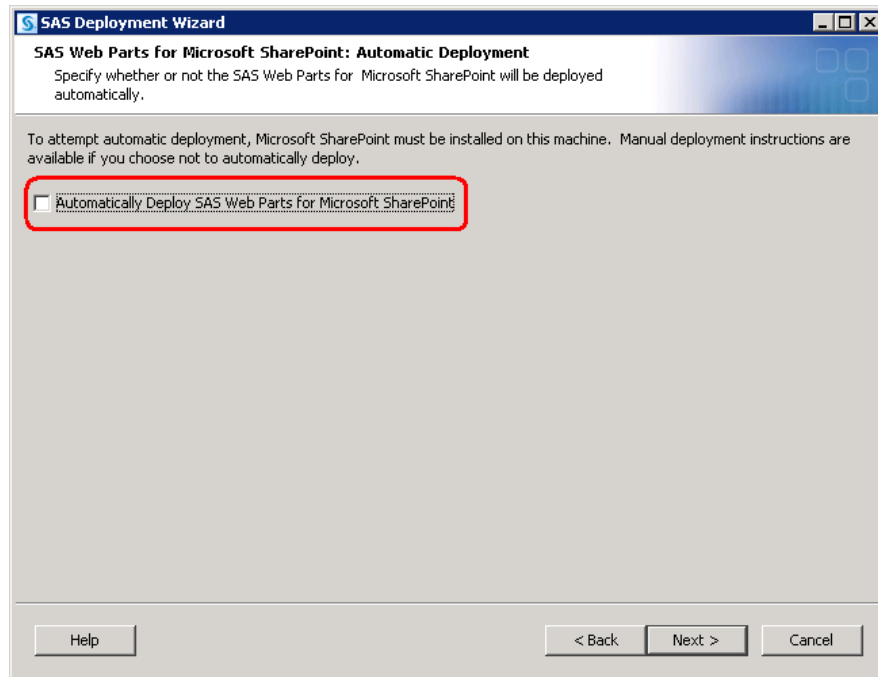 SAS Deployment Wizard
SAS Web Parts for Microsoft SharePoint: Automatic Deployment
Specify whether or not the SAS Web Parts for Microsoft SharePoint will be deployed
automatically.
To attempt automatic deployment, Microsoft SharePoint must be installed on this machine. Manual deployment instructions are
available if you choose not to automatically deploy.
Automatically Deploy SAS Web Parts for Microsoft SharePoint
Help
< Back
Next >
Cancel